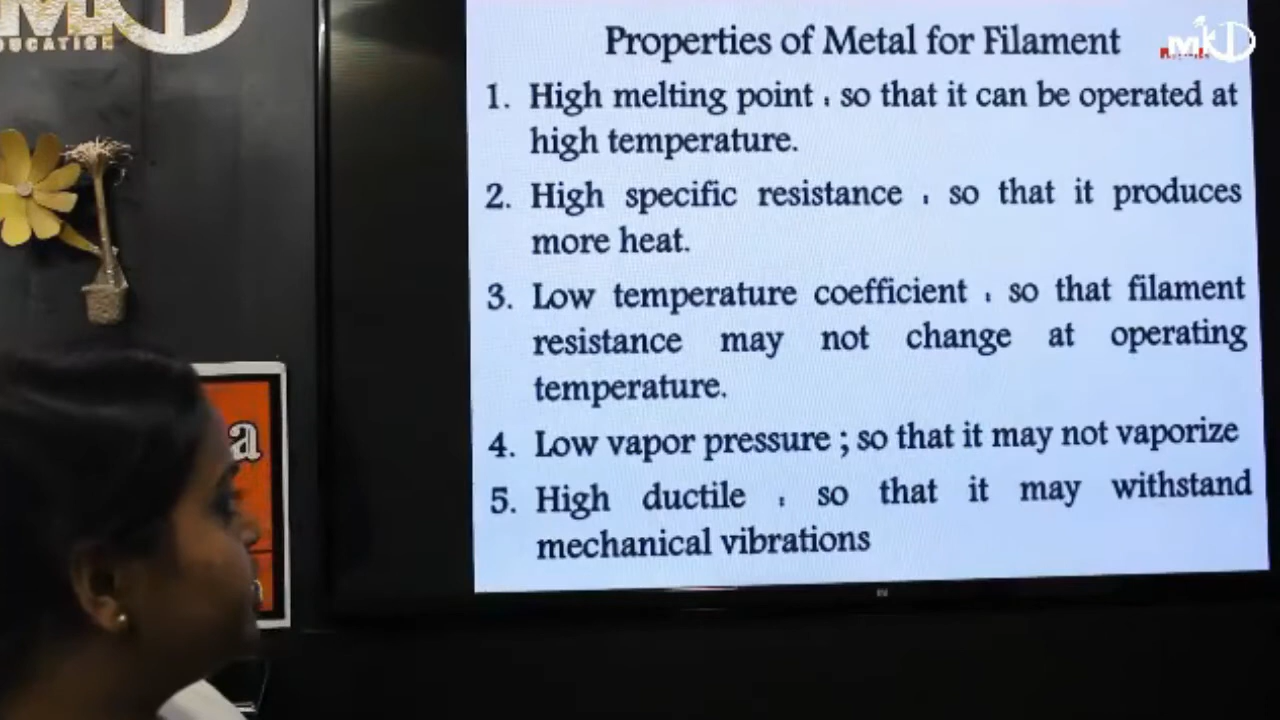 EDUCATION
Properties of Metal for Filament
1. High melting point , so that it can be operated at
high temperature.
2. High specific resistance , so that it produces
more heat.
3. Low temperature coefficient , so that filament
resistance may not change at operating
temperature.
4. Low vapor pressure ; so that it may not vaporize
5. High ductile , so that it may withstand
mechanical vibrations
a